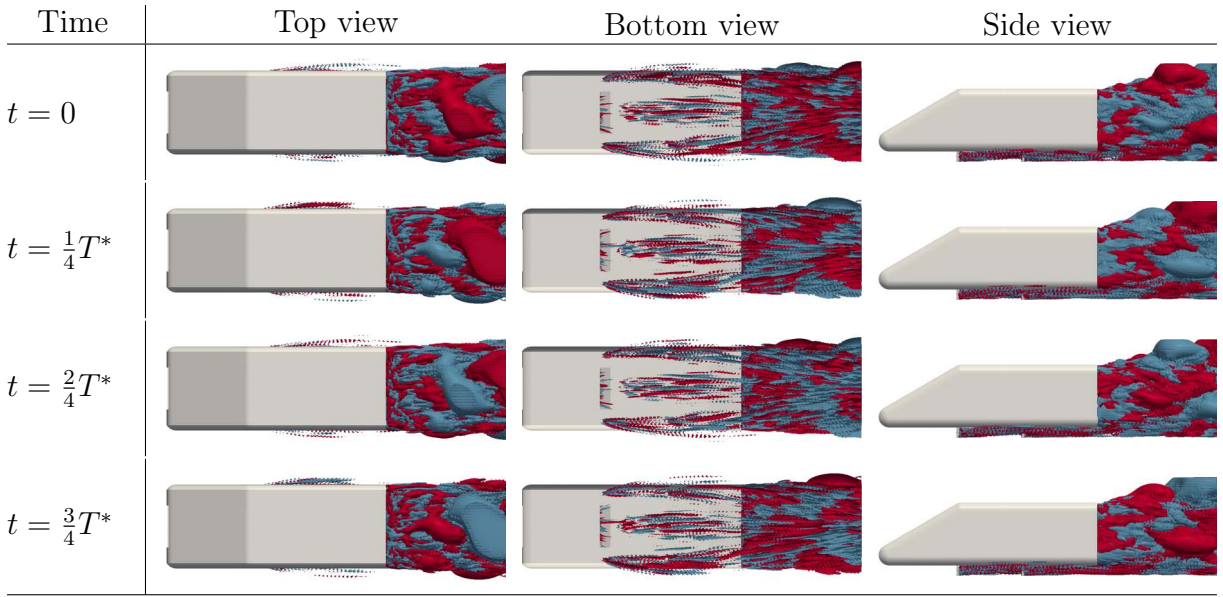 Time Top view Bottom view Side view
t = 0
t = 1/4 T*
t = 2/4 T*
t = 3/4 T*